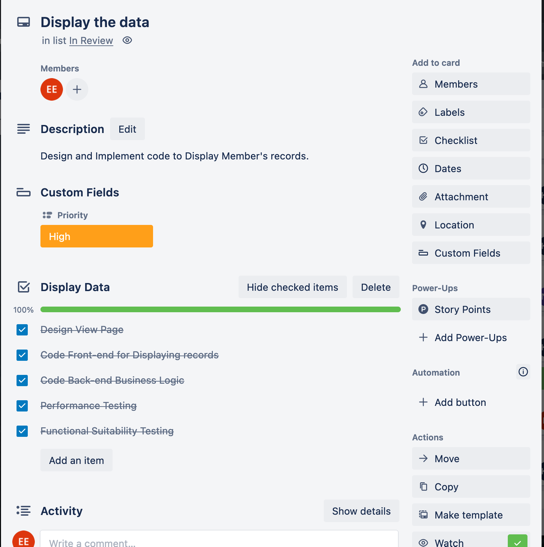 Display the data
in list In Review
Members
EE
Description Edit
Design and Implement code to Display Member's records.
Custom Fields
Priority
High
Display Data Hide checked items Delete
100%
Design View Page
Code Front-end for Displaying records
Code Back-end Business Logic
Performance Testing
Functional Suitability Testing
Add an item
Activity Show details
EE Write a comment…
Add to card
Members
Labels
Checklist
Dates
Attachment
Location
Custom Fields
Power-Ups
P Story Points
Add Power-Ups
Automation
Add button
Actions
Move
Copy
Make template
Watch